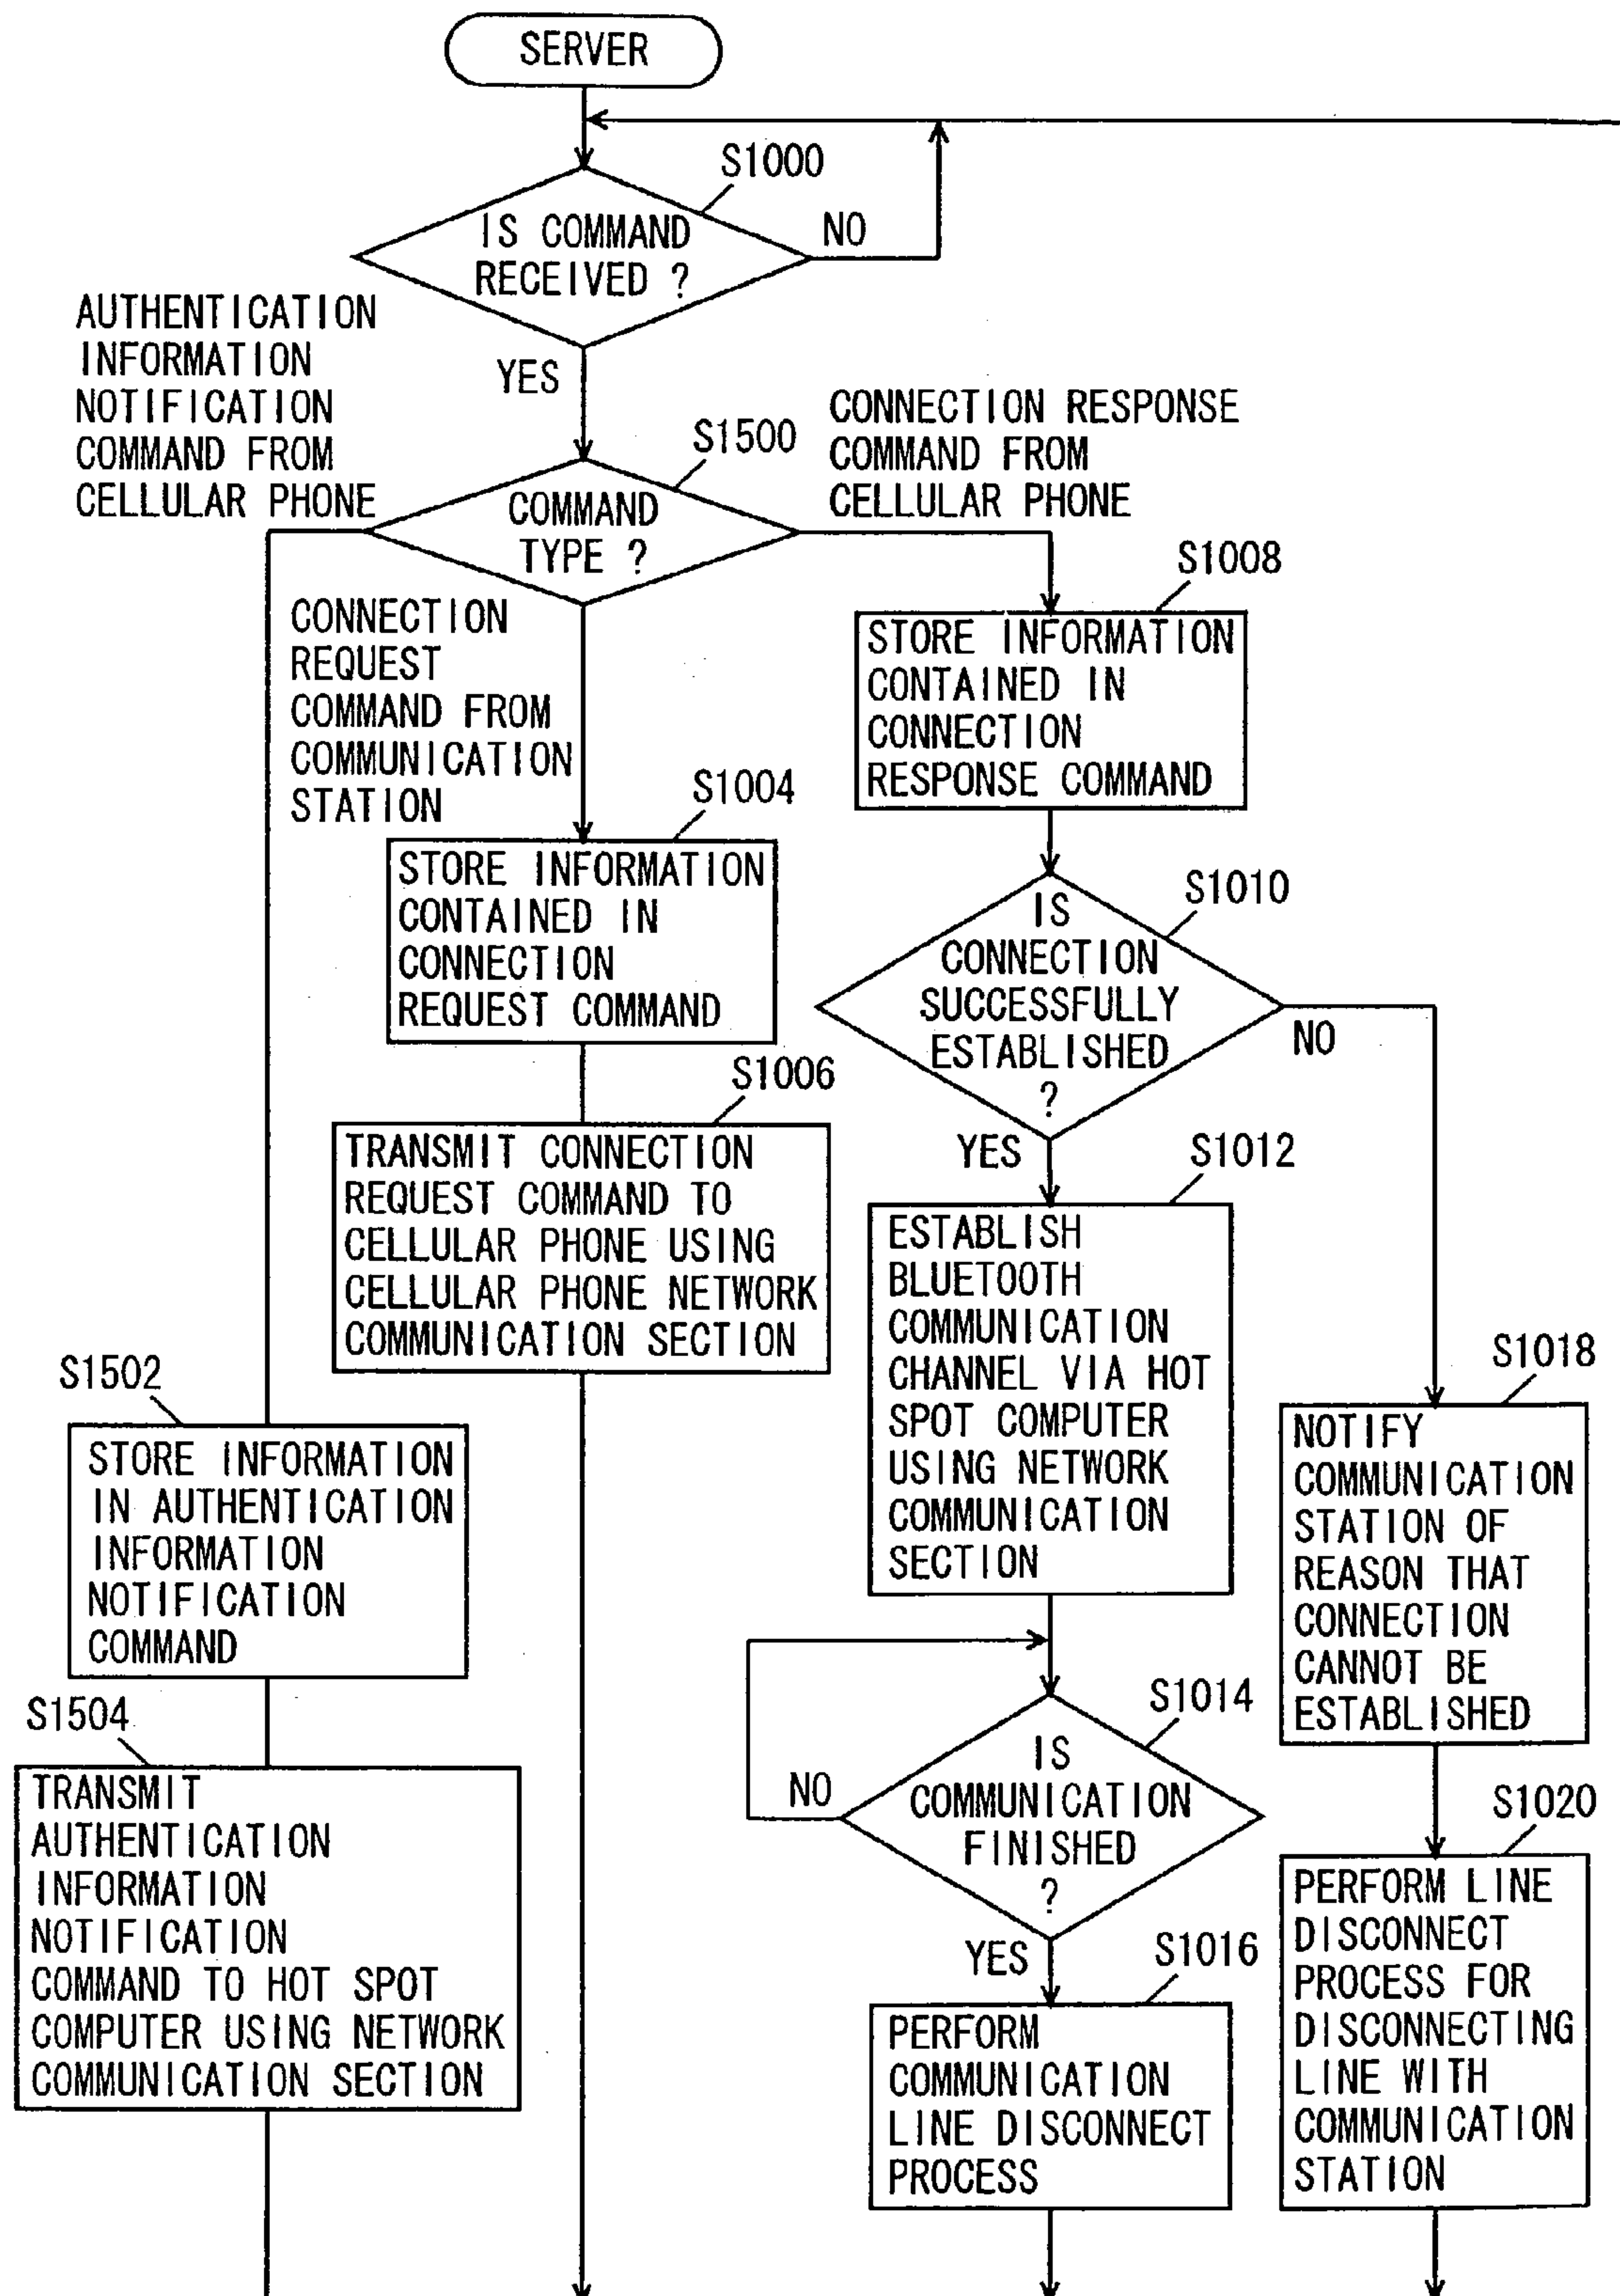 SERVER
S1000
IS COMMAND
RECEIVED ?
NO
YES
AUTHENTICATION
INFORMATION
NOTIFICATION
COMMAND FROM
CELLULAR PHONE
S1500
COMMAND
TYPE ?
CONNECTION RESPONSE
COMMAND FROM
CELLULAR PHONE
CONNECTION
REQUEST
COMMAND FROM
COMMUNICATION
STATION
S1004
STORE INFORMATION
CONTAINED IN
CONNECTION
REQUEST COMMAND
S1006
TRANSMIT CONNECTION
REQUEST COMMAND TO
CELLULAR PHONE USING
CELLULAR PHONE NETWORK
COMMUNICATION SECTION
S1502
STORE INFORMATION
IN AUTHENTICATION
INFORMATION
NOTIFICATION
COMMAND
S1504
TRANSMIT
AUTHENTICATION
INFORMATION
NOTIFICATION
COMMAND TO HOT SPOT
COMPUTER USING NETWORK
COMMUNICATION SECTION
S1008
STORE INFORMATION
CONTAINED IN
CONNECTION
RESPONSE COMMAND
S1010
IS
CONNECTION
SUCCESSFULLY
ESTABLISHED
?
NO
YES
S1012
ESTABLISH
BLUETOOTH
COMMUNICATION
CHANNEL VIA HOT
SPOT COMPUTER
USING NETWORK
COMMUNICATION
SECTION
S1014
IS
COMMUNICATION
FINISHED
?
NO
YES
S1016
PERFORM
COMMUNICATION
LINE DISCONNECT
PROCESS
S1018
NOTIFY
COMMUNICATION
STATION OF
REASON THAT
CONNECTION
CANNOT BE
ESTABLISHED
S1020
PERFORM LINE
DISCONNECT
PROCESS FOR
DISCONNECTING
LINE WITH
COMMUNICATION
STATION